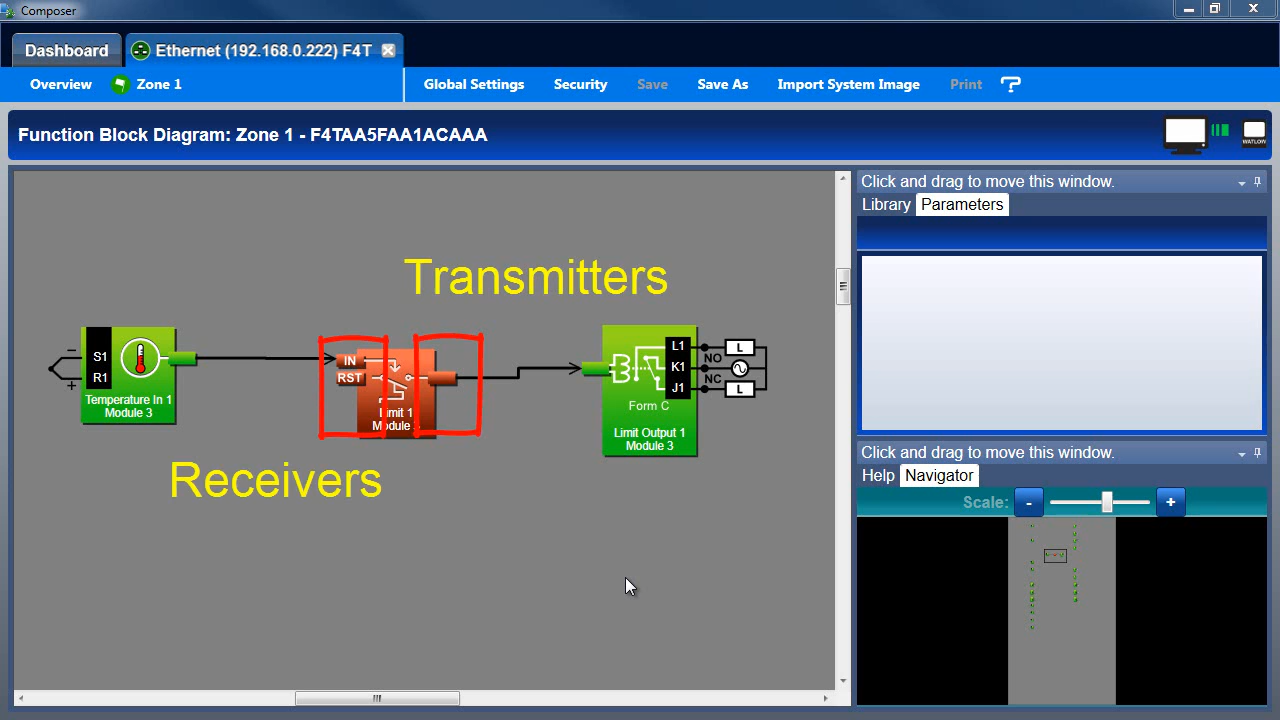 Composer
Dashboard
Ethernet (192.168.0.222) F4T
Overview
Zone 1
Global Settings
Security
Save
Save As
Import System Image
Print
Function Block Diagram: Zone 1 - F4TAA5FAA1ACAAA
WATLOW
Click and drag to move this window.
Library
Parameters
Transmitters
S1
R1
Temperature In 1
Module 3
IN
RST
Limit 1
Module
Form C
L1
K1
J1
NO
NC
L
L
Limit Output 1
Module 3
Receivers
Click and drag to move this window.
Help
Navigator
Scale:
-
+